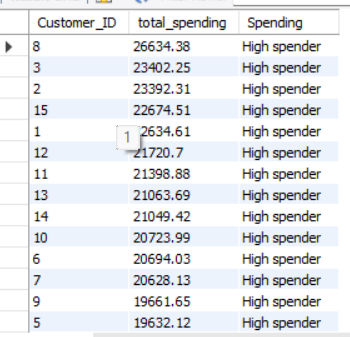 Customer_ID total_spending Spending
8 26634.38 High spender
3 23402.25 High spender
2 23392.31 High spender
15 22674.51 High spender
1 2634.61 High spender
1
12 21720.7 High spender
11 21398.88 High spender
13 21063.69 High spender
14 21049.42 High spender
10 20723.99 High spender
6 20694.03 High spender
7 20628.13 High spender
9 19661.65 High spender
5 19632.12 High spender